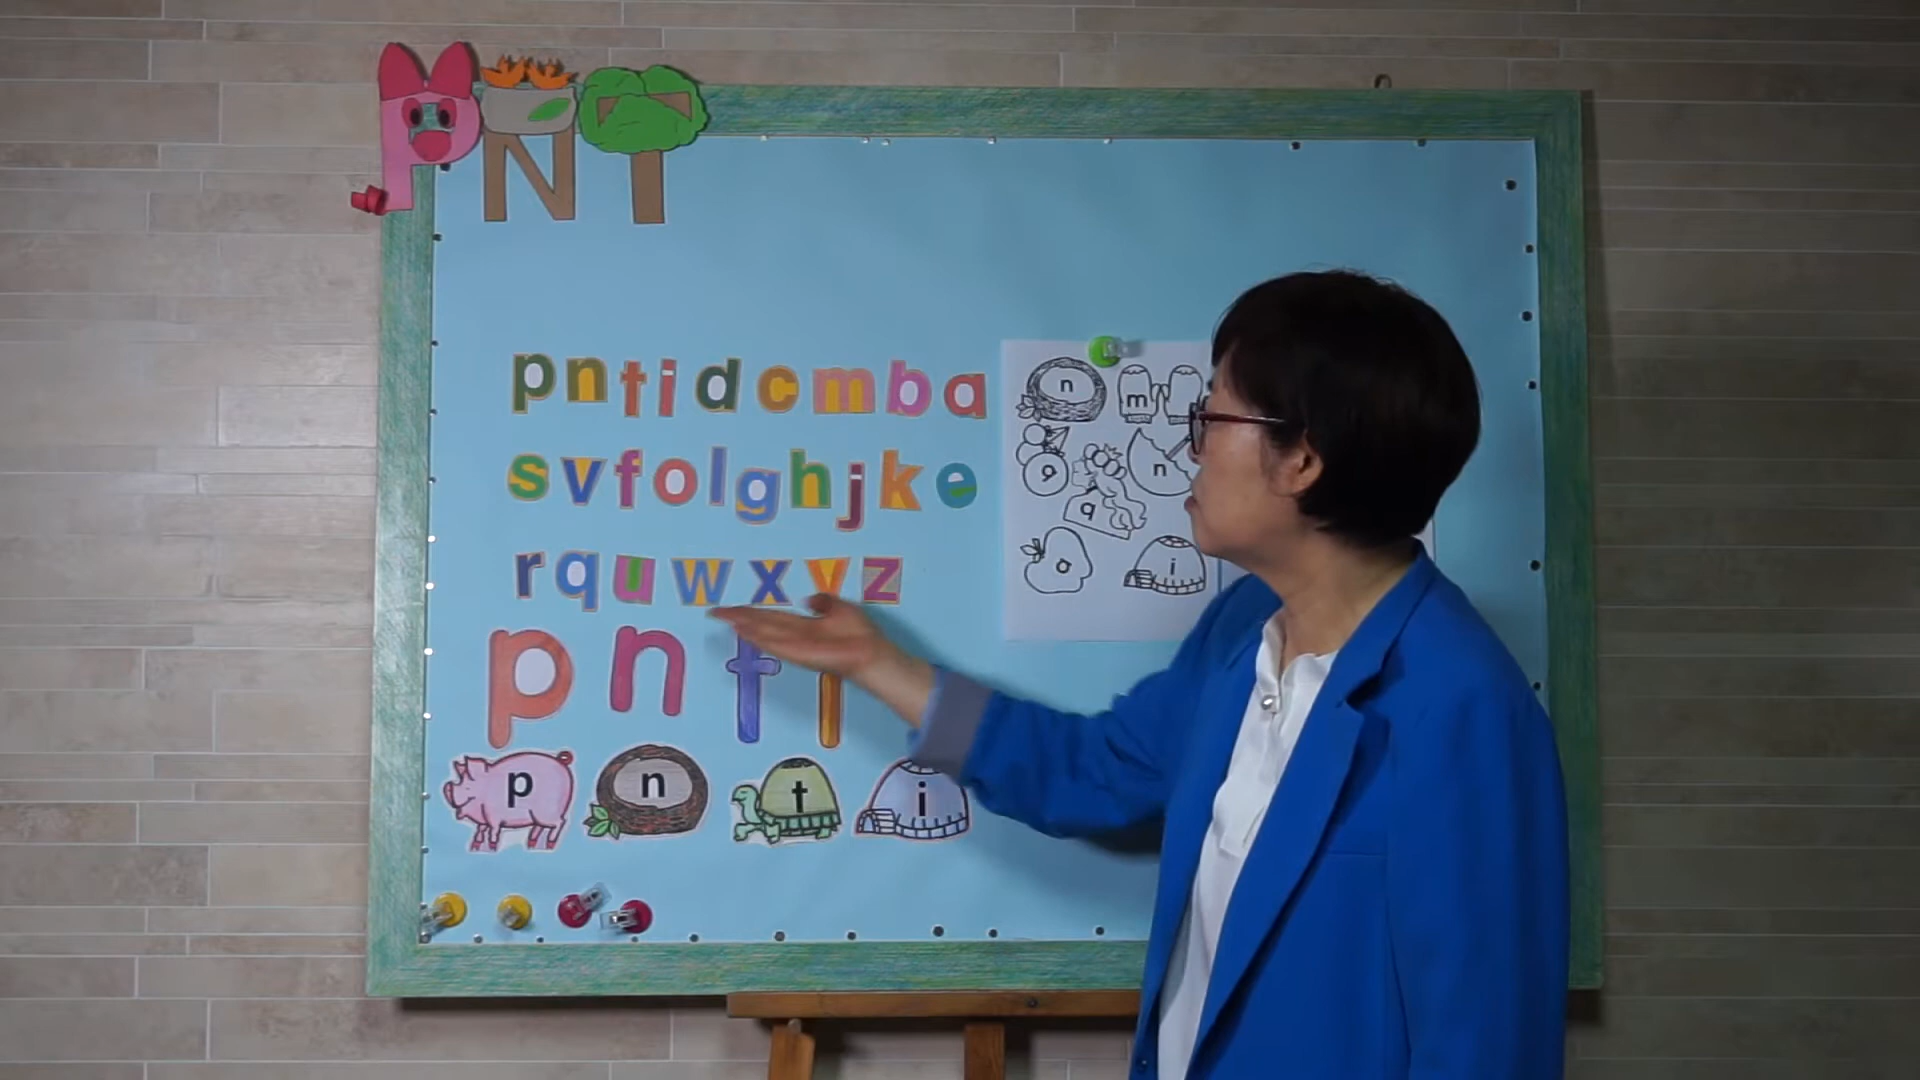 PNT
pntidcmba
svfolghjke
rquwxyz
pnti
p n t i
n m
n
q
a i